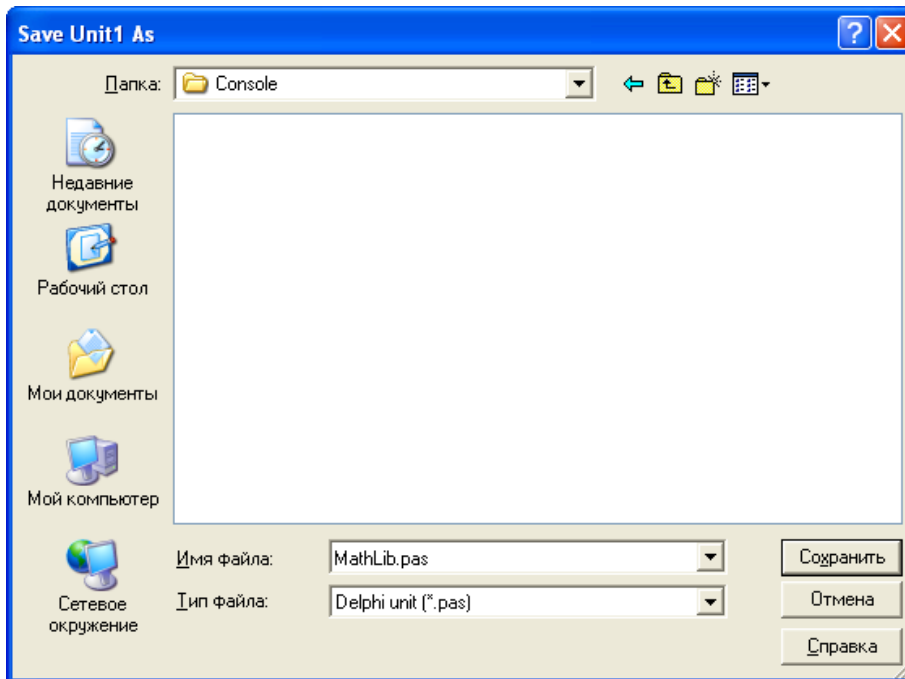 Save Unit1 As
Папка: Console
Недавние
документы
Рабочий стол
Мои документы
Мой компьютер
Сетевое
окружение
Имя файла: MathLib.pas Сохранить
Тип файла: Delphi unit (*.pas) Отмена
Справка